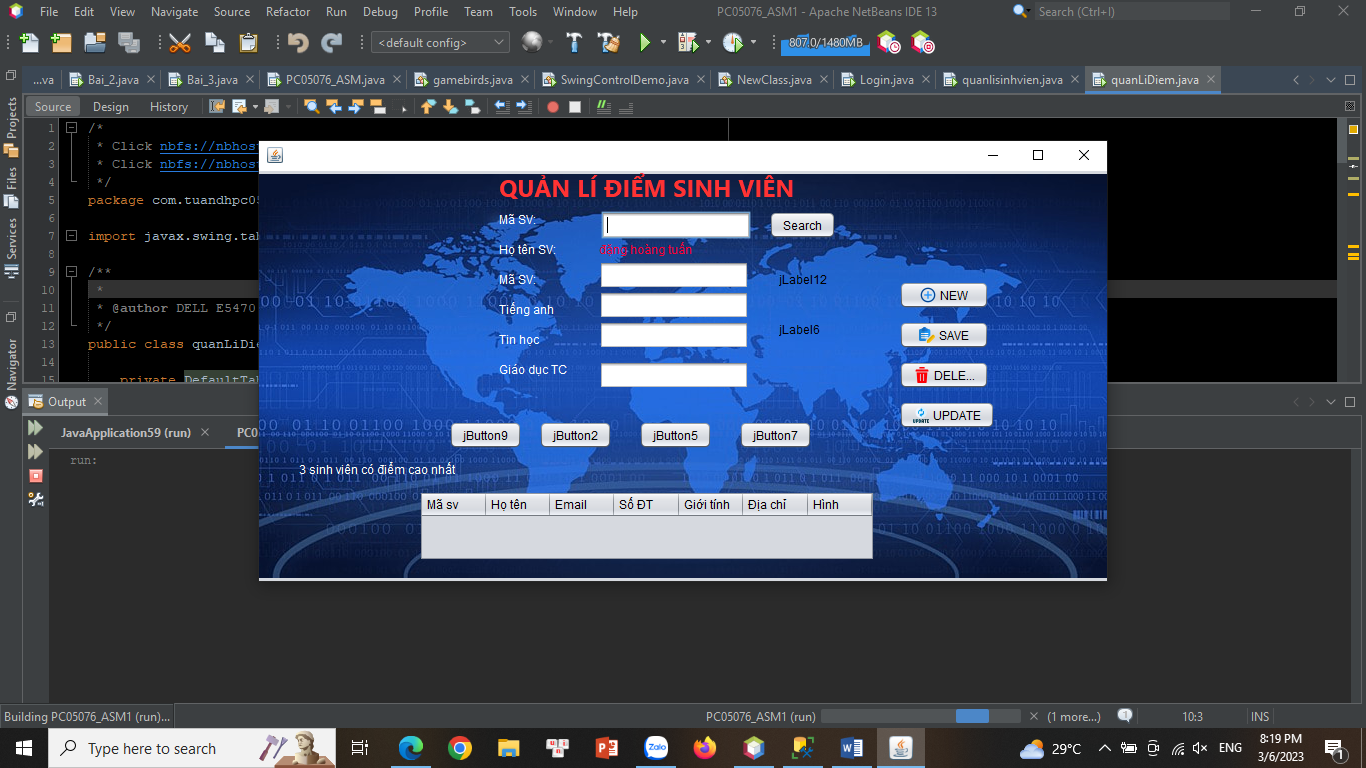 File Edit View Navigate Source Refactor Run Debug Profile Team Tools Window Help PC05076_ASM1 - Apache NetBeans IDE 13 Search (Ctrl+I)
<default config> 807.0/1480MB
...va Bai_2.java Bai_3.java PC05076_ASM.java gamebirds.java SwingControlDemo.java NewClass.java Login.java quanlisinhvien.java quanLiDiem.java
Source Design History
Projects
Files
Services
Navigator
1 /*
2 * Click nbfs://nbhos
3 * Click nbfs://nbhos
4 */
5 package com.tuandhpc05
6
7 import javax.swing.tab
8
9 /**
10 *
11 * @author DELL E5470
12 */
13 public class quanLiDie
14
15 private DefaultTab
QUẢN LÍ ĐIỂM SINH VIÊN
Mã SV: Search
Họ tên SV: đặng hoàng tuấn
Mã SV: jLabel12
NEW
Tiếng anh
jLabel6
Tin học SAVE
Giáo dục TC DELE...
UPDATE
jButton9 jButton2 jButton5 jButton7
3 sinh viên có điểm cao nhất
Mã sv Họ tên Email Số ĐT Giới tính Địa chỉ Hình
Output
JavaApplication59 (run) PC0
run:
Building PC05076_ASM1 (run)... PC05076_ASM1 (run) (1 more...) 1 10:3 INS
Type here to search 29°C ENG 8:19 PM
3/6/2023 1